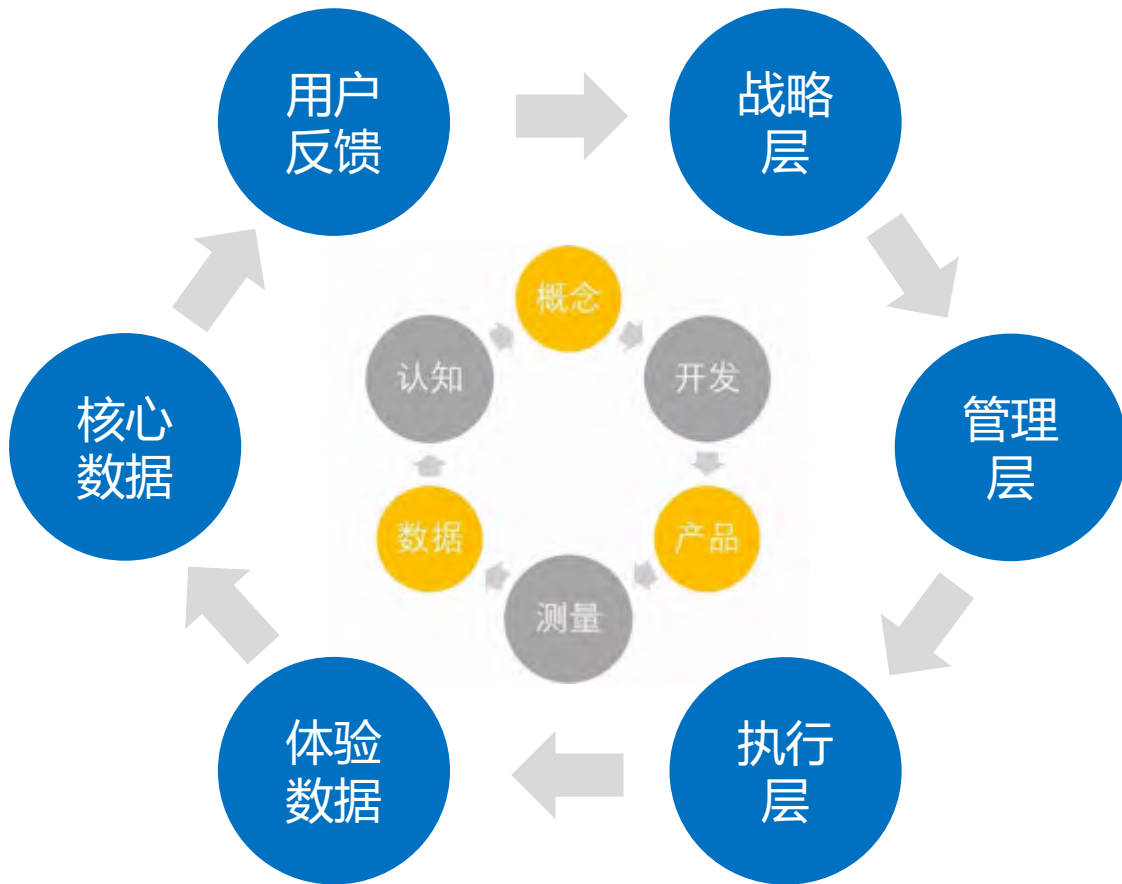 用户
反馈
战略
层
概念
认知
开发
核心
数据
管理
层
数据
产品
测量
体验
数据
执行
层